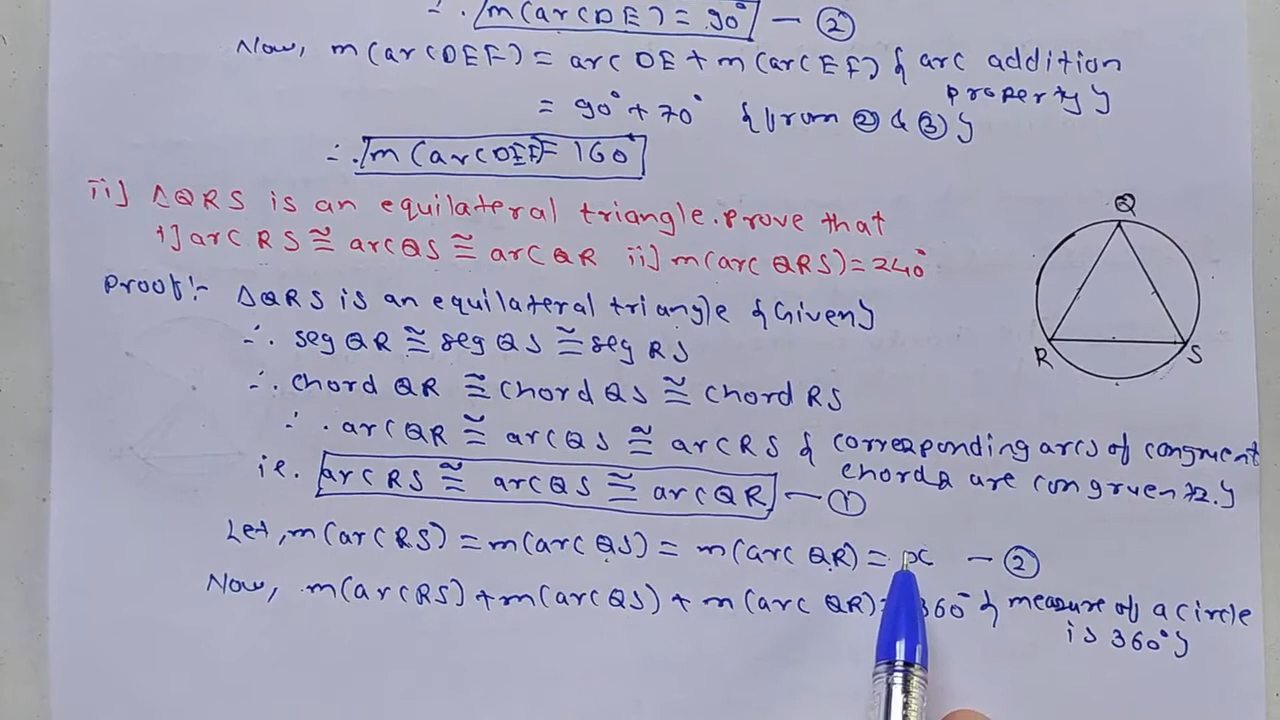 ∴ m(arc DE) = 90° — ②
Now, m(arc DEF) = arc DE + m(arc EF) { arc addition
property }
= 90° + 70° { from ② & ③ }
∴ m(arc DEF) = 160°
ii] △QRS is an equilateral triangle. Prove that
i] arc RS ≅ arc QS ≅ arc QR ii] m(arc QRS) = 240°
Proof:- △QRS is an equilateral triangle {Given}
∴ seg QR ≅ seg QS ≅ seg RS
∴ chord QR ≅ chord QS ≅ chord RS
∴ arc QR ≅ arc QS ≅ arc RS { corresponding arcs of congruent
chords are congruent. }
i.e. arc RS ≅ arc QS ≅ arc QR — ①
Let, m(arc RS) = m(arc QS) = m(arc QR) = x — ②
Now, m(arc RS) + m(arc QS) + m(arc QR) = 360° { measure of a circle
is 360° }
Q
R
S